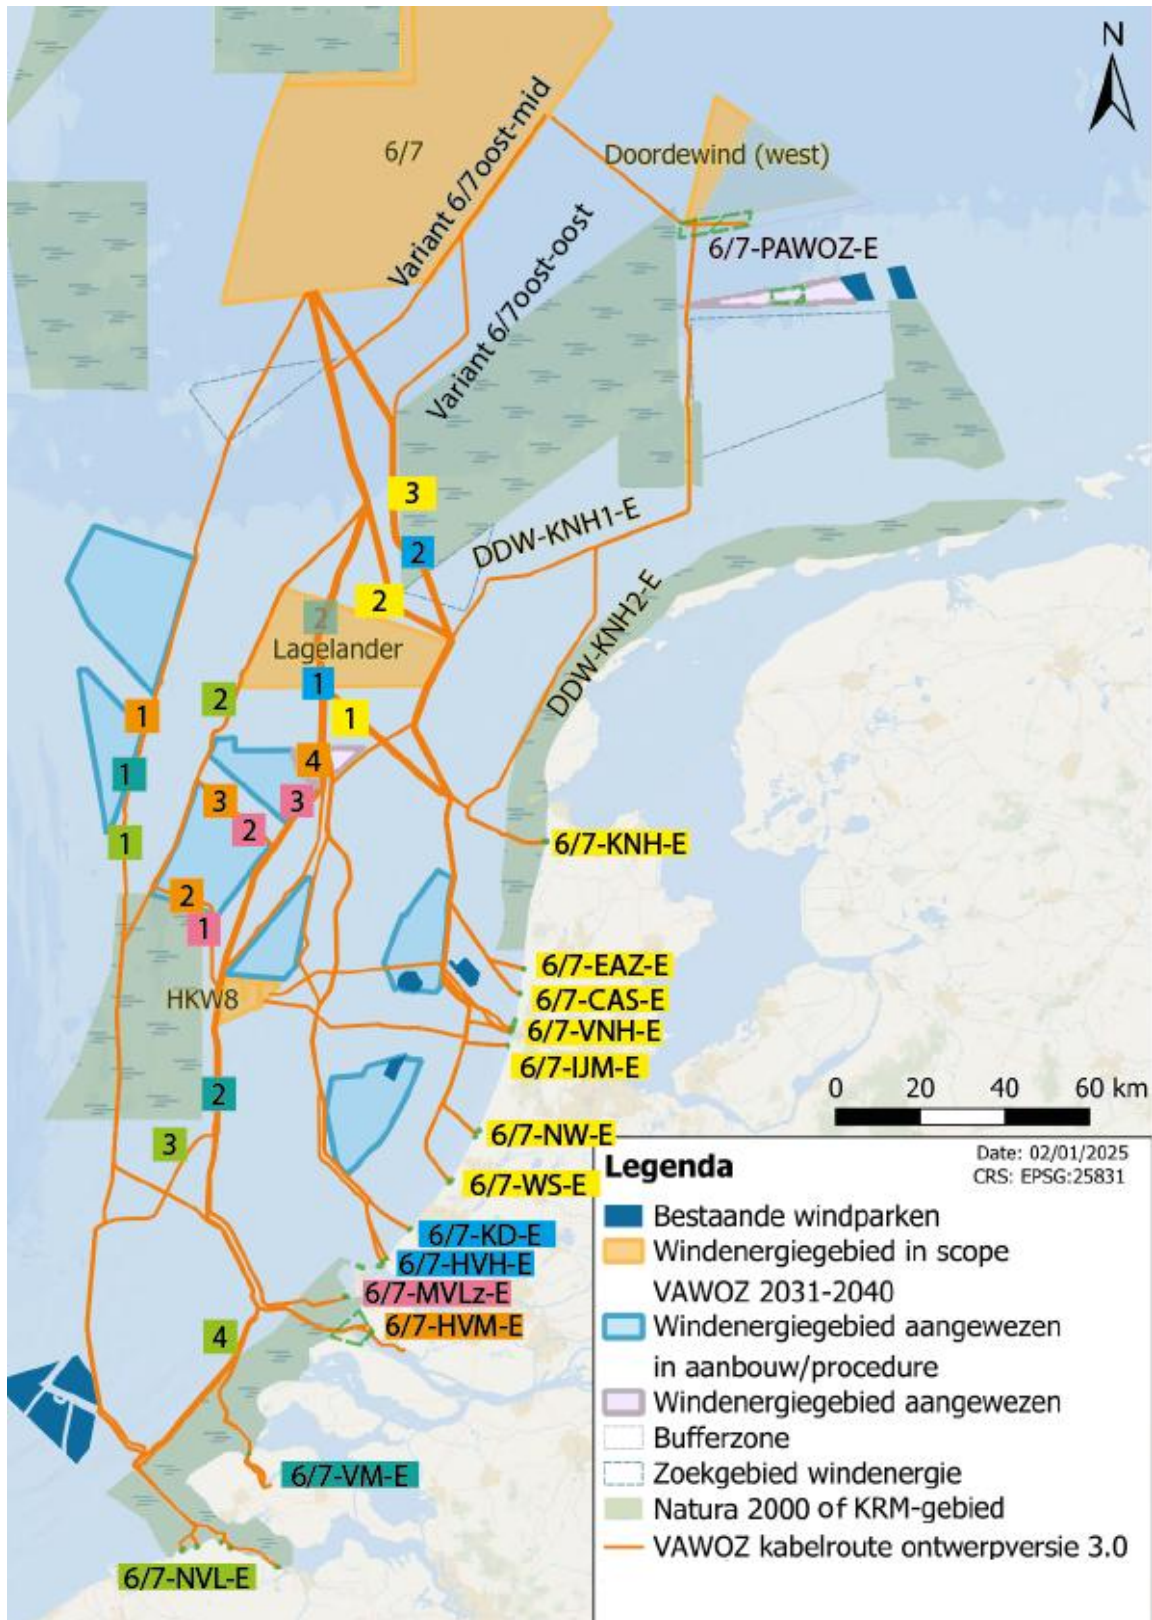 N
6/7
Variant 6/7oost-mid
Doordewind (west)
6/7-PAWOZ-E
Variant 6/7oost-oost
3
2
DDW-KNH1-E
2
2
DDW-KNH2-E
Lagelander
1
2
1
1
4
1
3
3
2
1
6/7-KNH-E
2
1
6/7-EAZ-E
6/7-CAS-E
HKW8
6/7-VNH-E
6/7-IJM-E
2
0 20 40 60 km
3
6/7-NW-E
6/7-WS-E
6/7-KD-E
6/7-HVH-E
6/7-MVLz-E
6/7-HVM-E
4
6/7-VM-E
6/7-NVL-E
Legenda
Date: 02/01/2025
CRS: EPSG:25831
Bestaande windparken
Windenergiegebied in scope
VAWOZ 2031-2040
Windenergiegebied aangewezen
in aanbouw/procedure
Windenergiegebied aangewezen
Bufferzone
Zoekgebied windenergie
Natura 2000 of KRM-gebied
VAWOZ kabelroute ontwerpversie 3.0